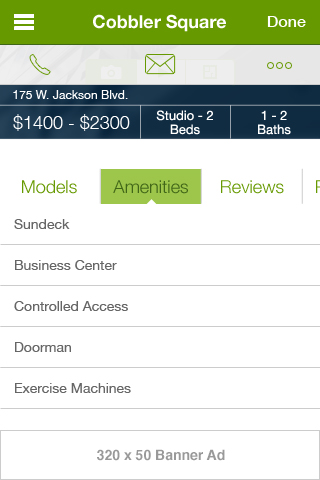 Cobbler Square
Done
175 W. Jackson Blvd.
$1400 - $2300
Studio - 2
Beds
1 - 2
Baths
Models
Amenities
Reviews
Sundeck
Business Center
Controlled Access
Doorman
Exercise Machines
320 x 50 Banner Ad